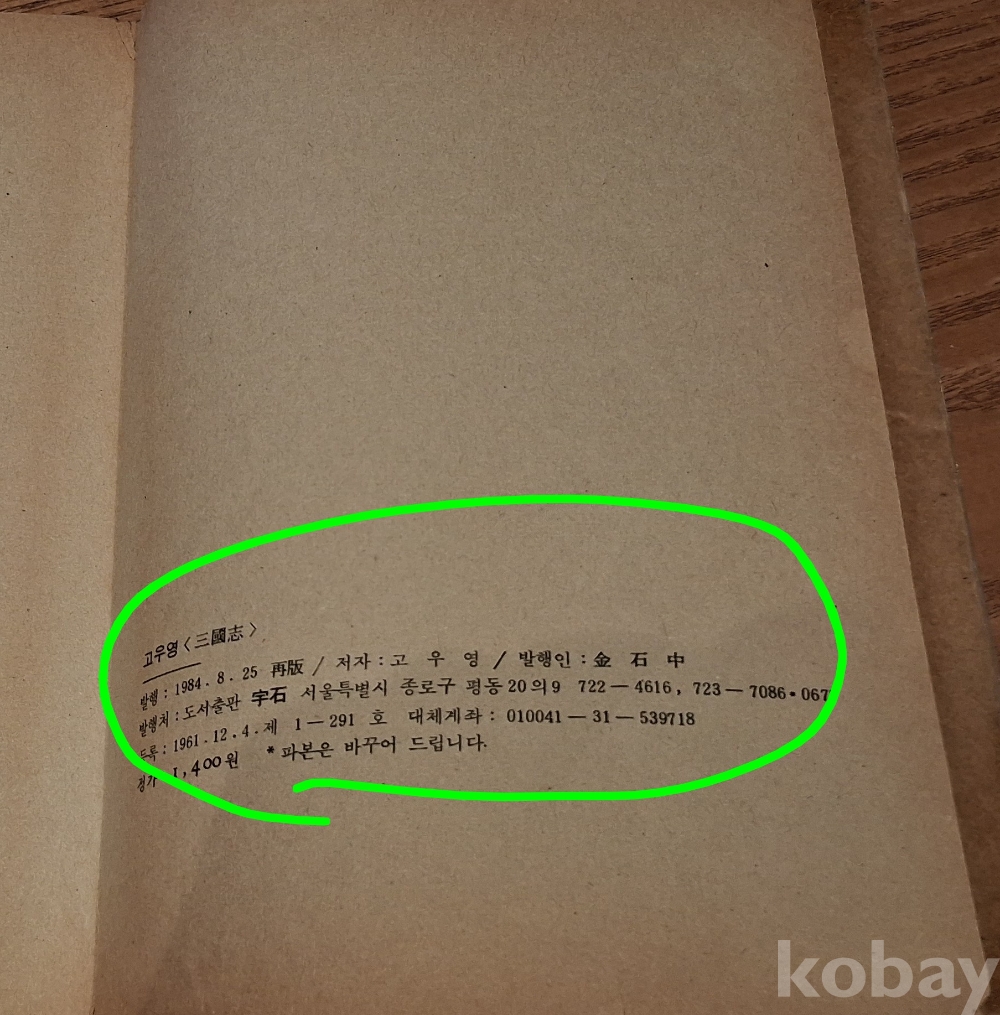 고우영〈三國志〉
발행 : 1984. 8. 25 再版 / 저자 : 고 우 영 / 발행인 : 金 石 中
발행처 : 도서출판 宇石 서울특별시 종로구 평동 20의 9 722 — 4616, 723 — 7086 • 067
등록 : 1961. 12. 4. 제 1 — 291 호 대체계좌 : 010041 — 31 — 539718
정가 1,400원 * 파본은 바꾸어 드립니다.
kobay